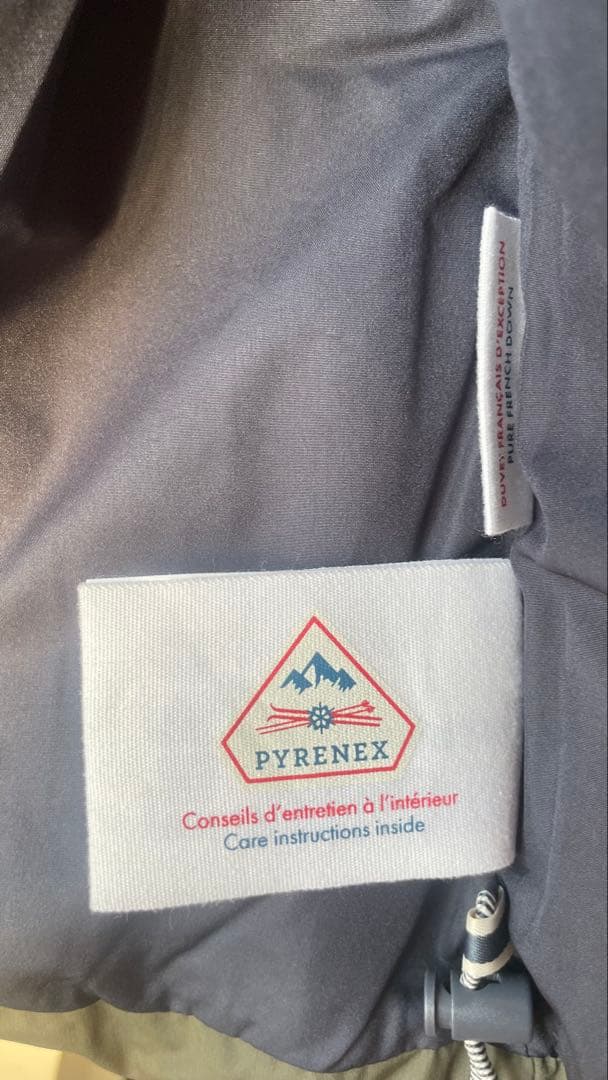 DUVET FRANÇAIS D'EXCEPTION
PURE FRENCH DOWN
PYRENEX
Conseils d'entretien à l'intérieur
Care instructions inside